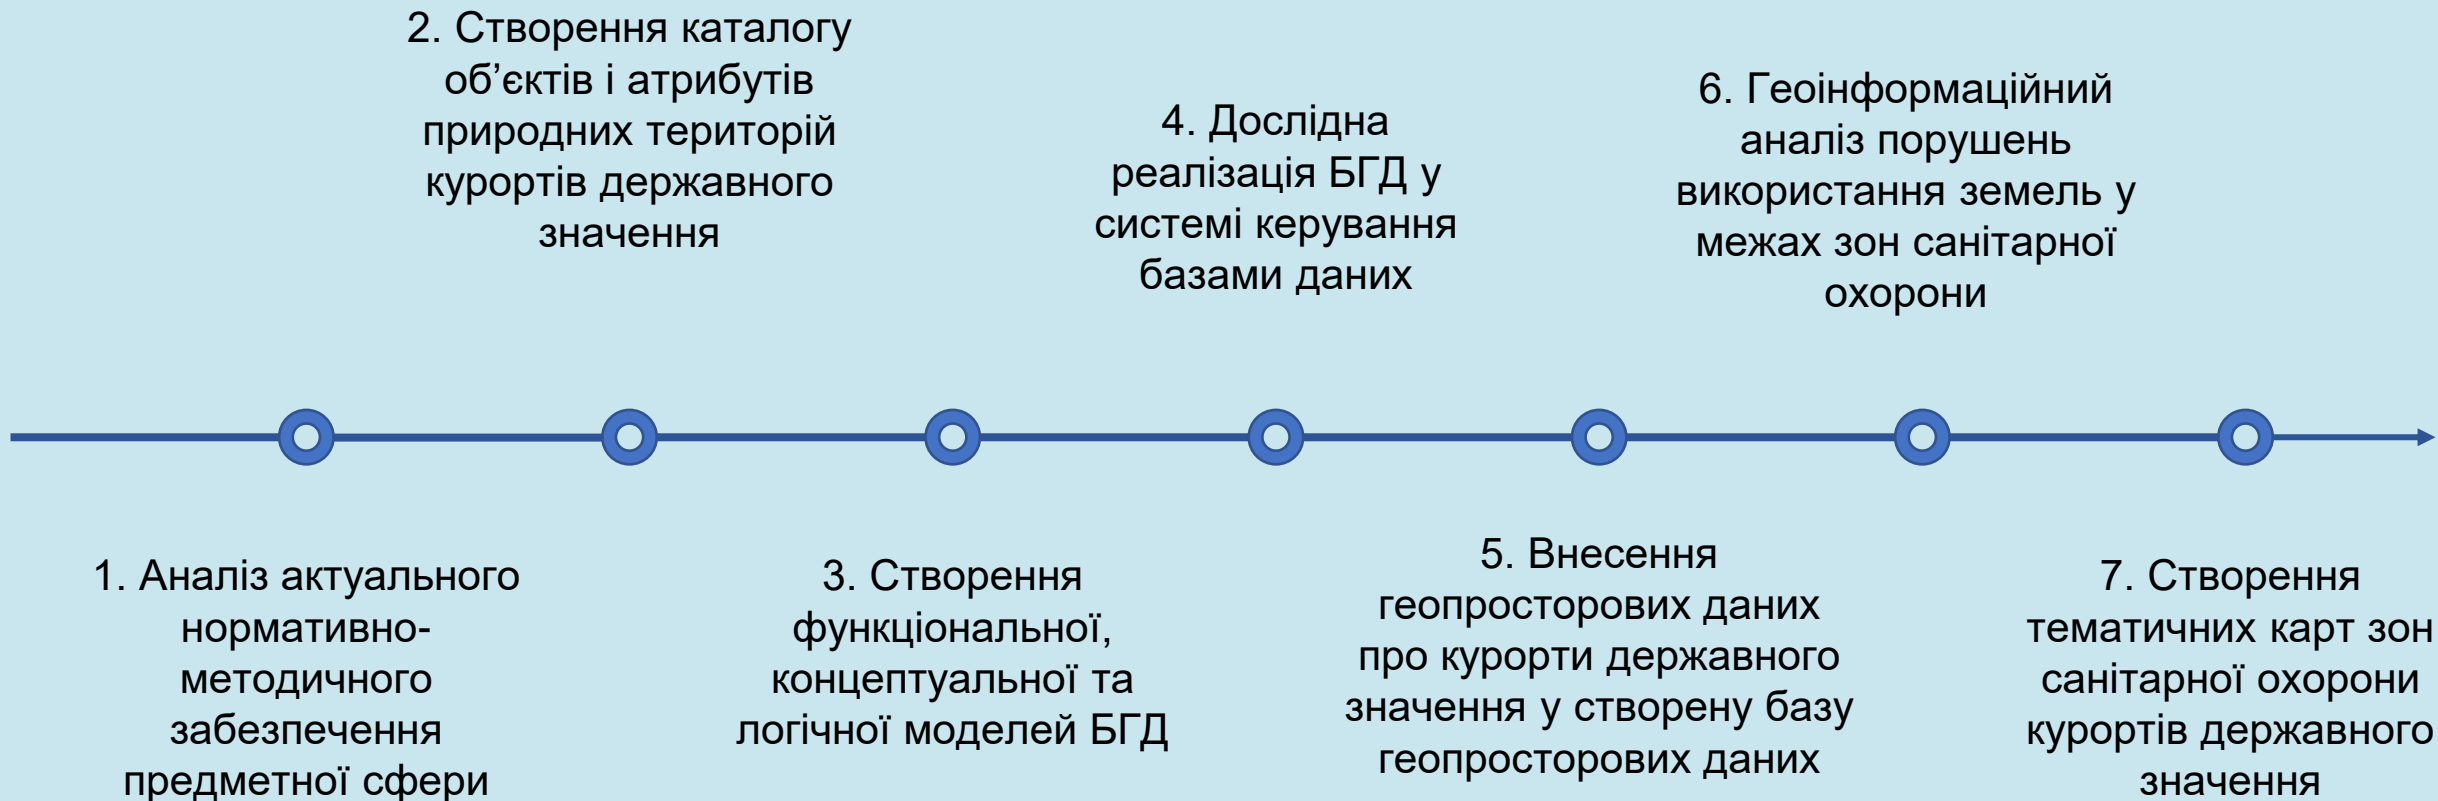 1. Аналіз актуального
нормативно-
методичного
забезпечення
предметної сфери
2. Створення каталогу
об’єктів і атрибутів
природних територій
курортів державного
значення
3. Створення
функціональної,
концептуальної та
логічної моделей БГД
4. Дослідна
реалізація БГД у
системі керування
базами даних
5. Внесення
геопросторових даних
про курорти державного
значення у створену базу
геопросторових даних
6. Геоінформаційний
аналіз порушень
використання земель у
межах зон санітарної
охорони
7. Створення
тематичних карт зон
санітарної охорони
курортів державного
значення